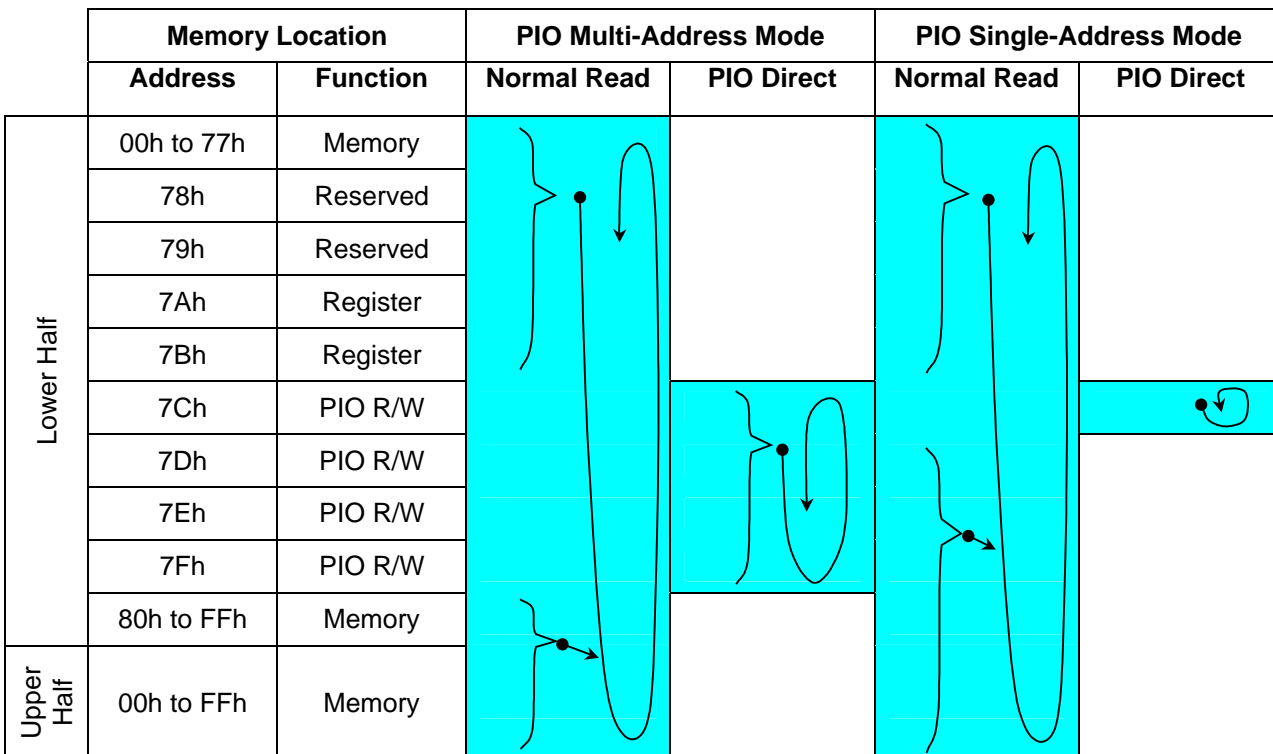 Memory Location PIO Multi-Address Mode PIO Single-Address Mode
Address Function Normal Read PIO Direct Normal Read PIO Direct
Lower Half
00h to 77h Memory
78h Reserved
79h Reserved
7Ah Register
7Bh Register
7Ch PIO R/W
7Dh PIO R/W
7Eh PIO R/W
7Fh PIO R/W
80h to FFh Memory
Upper
Half
00h to FFh Memory